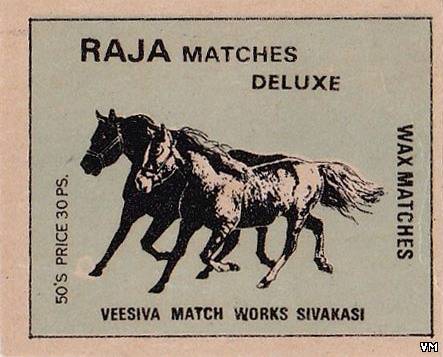 RAJA MATCHES
DELUXE
WAX MATCHES
50'S PRICE 30 PS.
VEESIVA MATCH WORKS SIVAKASI
VM